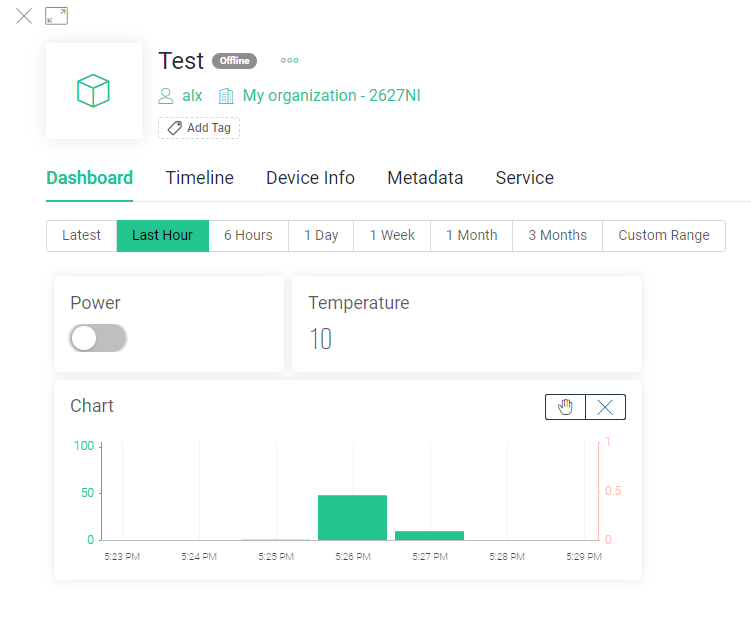 Test Offline
alx My organization - 2627NI
Add Tag
Dashboard Timeline Device Info Metadata Service
Latest Last Hour 6 Hours 1 Day 1 Week 1 Month 3 Months Custom Range
Power Temperature
10
Chart
100 1
50 0.5
0 0
5:23 PM 5:24 PM 5:25 PM 5:26 PM 5:27 PM 5:28 PM 5:29 PM